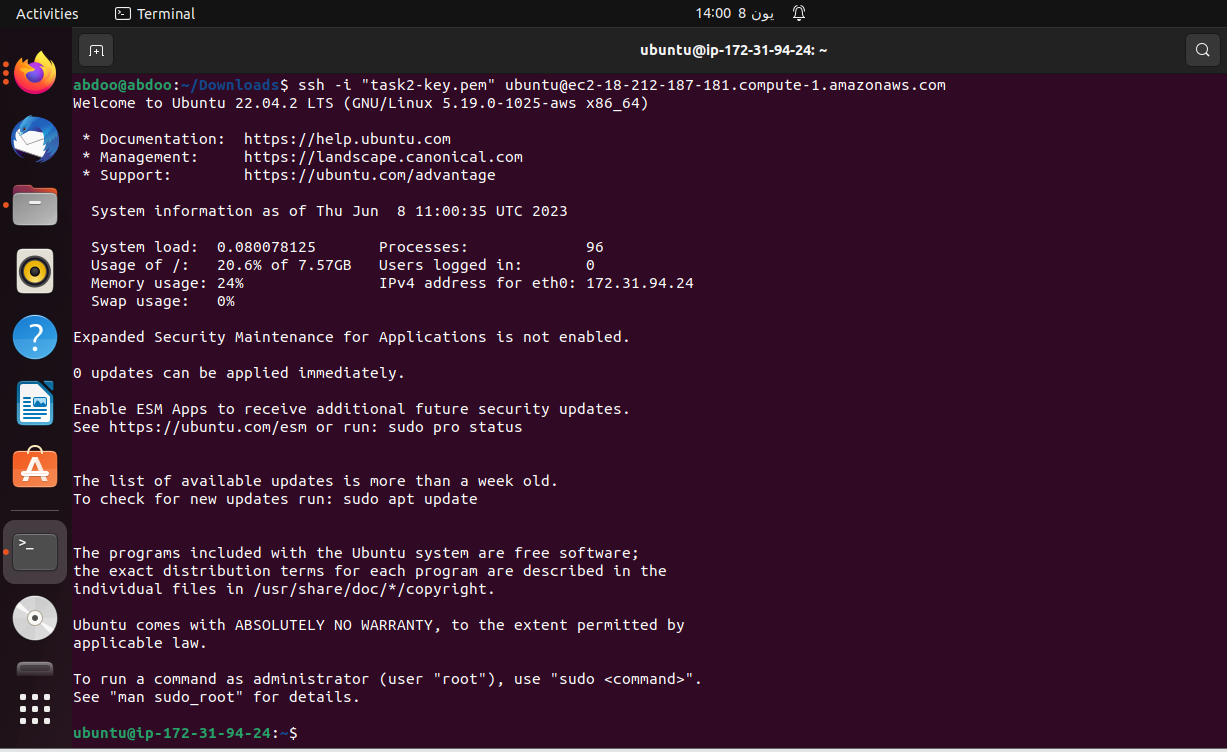 Activities
Terminal
14:00 8 يون
ubuntu@ip-172-31-94-24: ~
abdoo@abdoo:~/Downloads$ ssh -i "task2-key.pem" ubuntu@ec2-18-212-187-181.compute-1.amazonaws.com
Welcome to Ubuntu 22.04.2 LTS (GNU/Linux 5.19.0-1025-aws x86_64)
* Documentation:  https://help.ubuntu.com
* Management:     https://landscape.canonical.com
* Support:        https://ubuntu.com/advantage
System information as of Thu Jun  8 11:00:35 UTC 2023
System load:  0.080078125       Processes:             96
Usage of /:   20.6% of 7.57GB   Users logged in:       0
Memory usage: 24%               IPv4 address for eth0: 172.31.94.24
Swap usage:   0%
Expanded Security Maintenance for Applications is not enabled.
0 updates can be applied immediately.
Enable ESM Apps to receive additional future security updates.
See https://ubuntu.com/esm or run: sudo pro status
The list of available updates is more than a week old.
To check for new updates run: sudo apt update
>_
The programs included with the Ubuntu system are free software;
the exact distribution terms for each program are described in the
individual files in /usr/share/doc/*/copyright.
Ubuntu comes with ABSOLUTELY NO WARRANTY, to the extent permitted by
applicable law.
To run a command as administrator (user "root"), use "sudo <command>".
See "man sudo_root" for details.
ubuntu@ip-172-31-94-24:~$